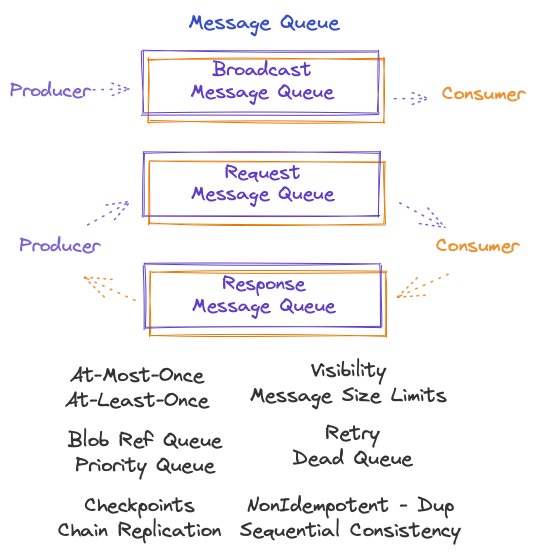 Message Queue
Broadcast
Message Queue
Producer
Consumer
Request
Message Queue
Producer
Consumer
Response
Message Queue
At-Most-Once
At-Least-Once
Visibility
Message Size Limits
Blob Ref Queue
Priority Queue
Retry
Dead Queue
Checkpoints
Chain Replication
NonIdempotent - Dup
Sequential Consistency